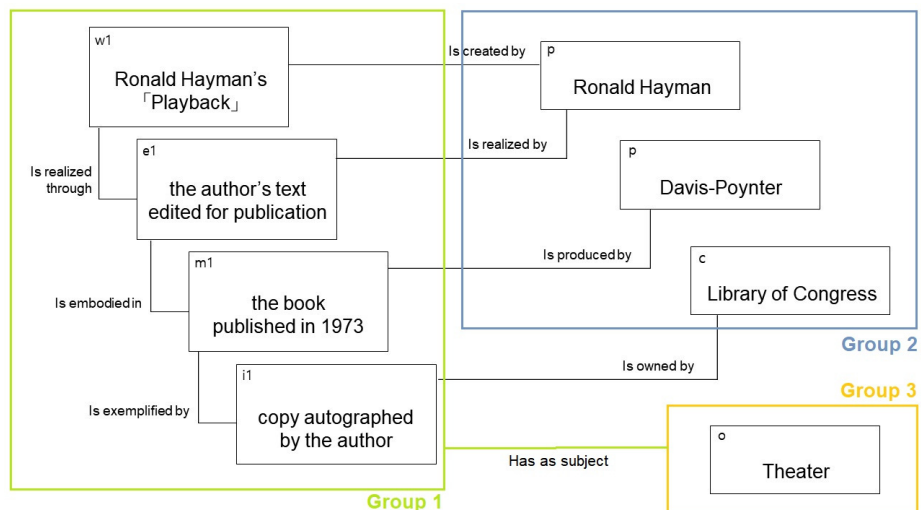 w1
Ronald Hayman's
「Playback」
Is created by
p
Ronald Hayman
Is realized
through
e1
the author's text
edited for publication
Is realized by
p
Davis-Poynter
Is embodied in
m1
the book
published in 1973
Is produced by
c
Library of Congress
Group 2
Is exemplified by
i1
copy autographed
by the author
Is owned by
Group 3
Has as subject
o
Theater
Group 1